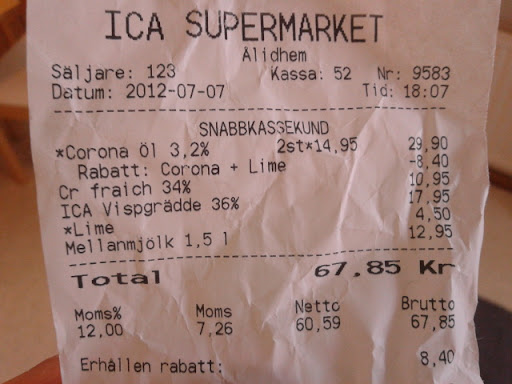 ICA SUPERMARKET
Ålidhem
Säljare: 123 Kassa: 52 Nr: 9583
Datum: 2012-07-07 Tid: 18:07
SNABBKASSEKUND
*Corona Öl 3,2% 2st*14,95 29,90
Rabatt: Corona + Lime -8,40
Cr fraich 34% 10,95
ICA Vispgrädde 36% 17,95
*Lime 4,50
Mellanmjölk 1,5 l 12,95
Total 67,85 Kr
Moms% Moms Netto Brutto
12,00 7,26 60,59 67,85
Erhållen rabatt: 8,40